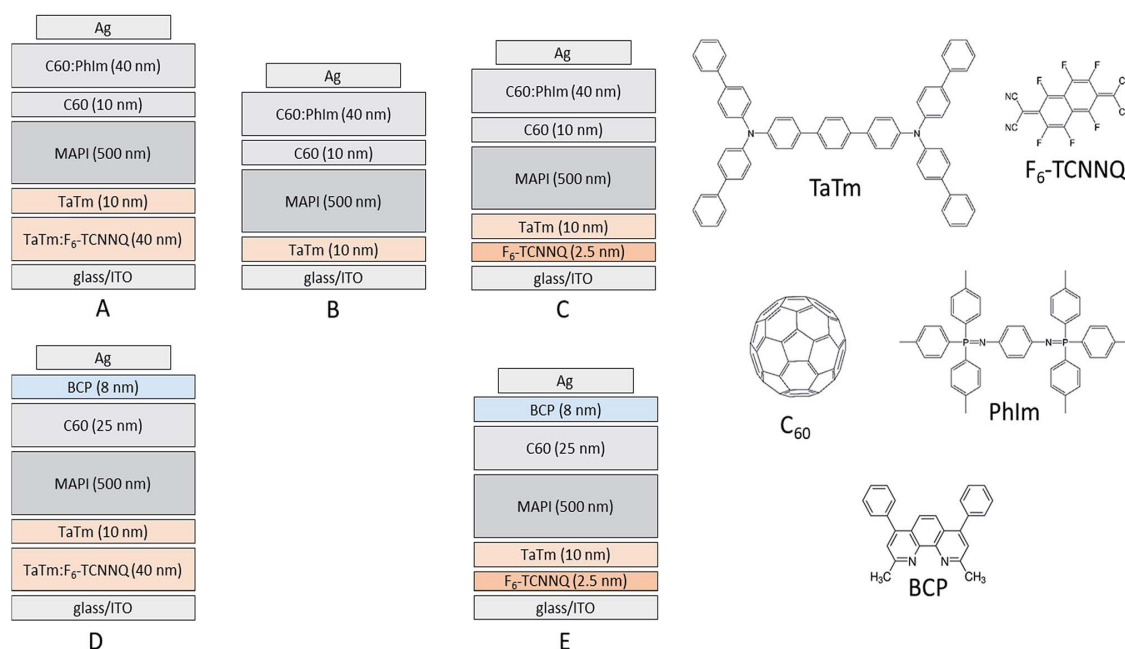 Ag
C60:PhIm (40 nm)
C60 (10 nm)
MAPI (500 nm)
TaTm (10 nm)
TaTm:F₆-TCNNQ (40 nm)
glass/ITO
A
Ag
C60:PhIm (40 nm)
C60 (10 nm)
MAPI (500 nm)
TaTm (10 nm)
glass/ITO
B
Ag
C60:PhIm (40 nm)
C60 (10 nm)
MAPI (500 nm)
TaTm (10 nm)
F₆-TCNNQ (2.5 nm)
glass/ITO
C
N
N
TaTm
F
F
F
F
F
F
NC
NC
C
C
F₆-TCNNQ
Ag
BCP (8 nm)
C60 (25 nm)
MAPI (500 nm)
TaTm (10 nm)
TaTm:F₆-TCNNQ (40 nm)
glass/ITO
D
Ag
BCP (8 nm)
C60 (25 nm)
MAPI (500 nm)
TaTm (10 nm)
F₆-TCNNQ (2.5 nm)
glass/ITO
E
C₆₀
P=N
N=P
PhIm
N
N
H₃C
CH₃
BCP